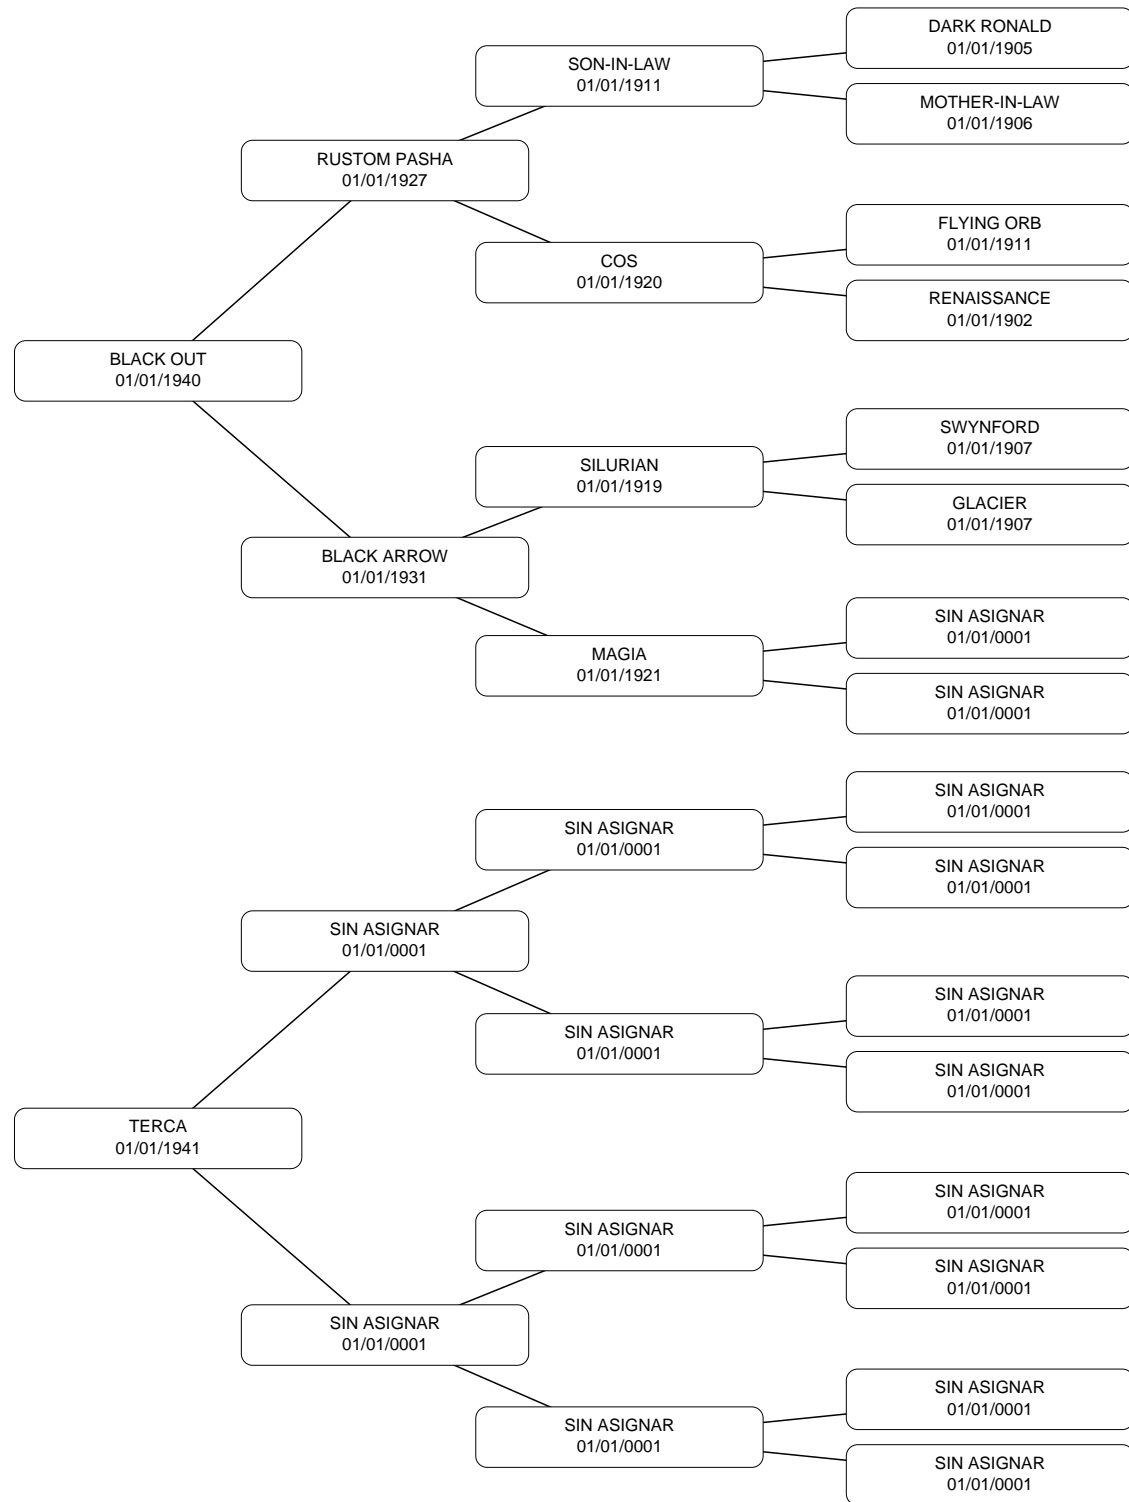 DARK RONALD
01/01/1905
SON-IN-LAW
01/01/1911
MOTHER-IN-LAW
01/01/1906
RUSTOM PASHA
01/01/1927
FLYING ORB
01/01/1911
COS
01/01/1920
RENAISSANCE
01/01/1902
BLACK OUT
01/01/1940
SWYNFORD
01/01/1907
SILURIAN
01/01/1919
GLACIER
01/01/1907
BLACK ARROW
01/01/1931
SIN ASIGNAR
01/01/0001
MAGIA
01/01/1921
SIN ASIGNAR
01/01/0001
SIN ASIGNAR
01/01/0001
SIN ASIGNAR
01/01/0001
SIN ASIGNAR
01/01/0001
SIN ASIGNAR
01/01/0001
SIN ASIGNAR
01/01/0001
SIN ASIGNAR
01/01/0001
SIN ASIGNAR
01/01/0001
TERCA
01/01/1941
SIN ASIGNAR
01/01/0001
SIN ASIGNAR
01/01/0001
SIN ASIGNAR
01/01/0001
SIN ASIGNAR
01/01/0001
SIN ASIGNAR
01/01/0001
SIN ASIGNAR
01/01/0001
SIN ASIGNAR
01/01/0001